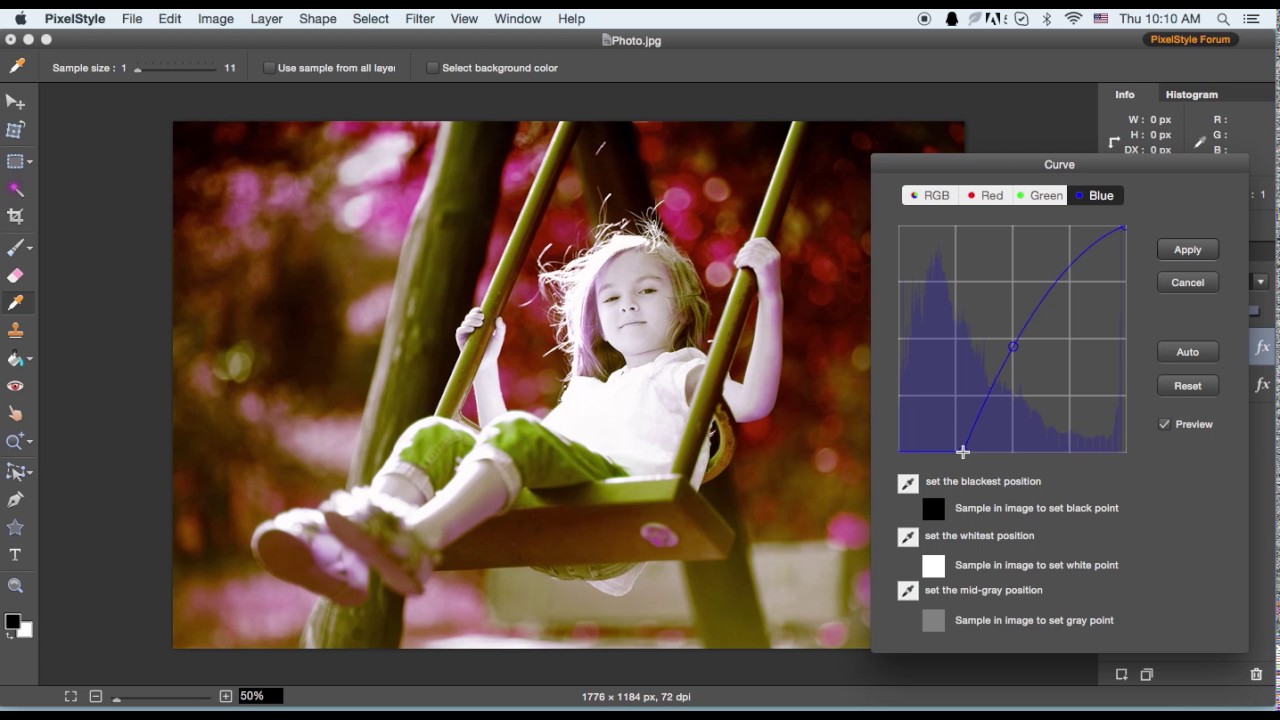 PixelStyle File Edit Image Layer Shape Select Filter View Window Help Thu 10:10 AM
Photo.jpg PixelStyle Forum
Sample size : 1 11 Use sample from all layer Select background color
Info Histogram
W : 0 px R :
H : 0 px G :
DX : 0 px B :
Curve
RGB Red Green Blue
: 1
Apply
Cancel
fx
Auto
Reset
fx
Preview
set the blackest position
Sample in image to set black point
set the whitest position
Sample in image to set white point
set the mid-gray position
Sample in image to set gray point
T
50% 1776 × 1184 px, 72 dpi